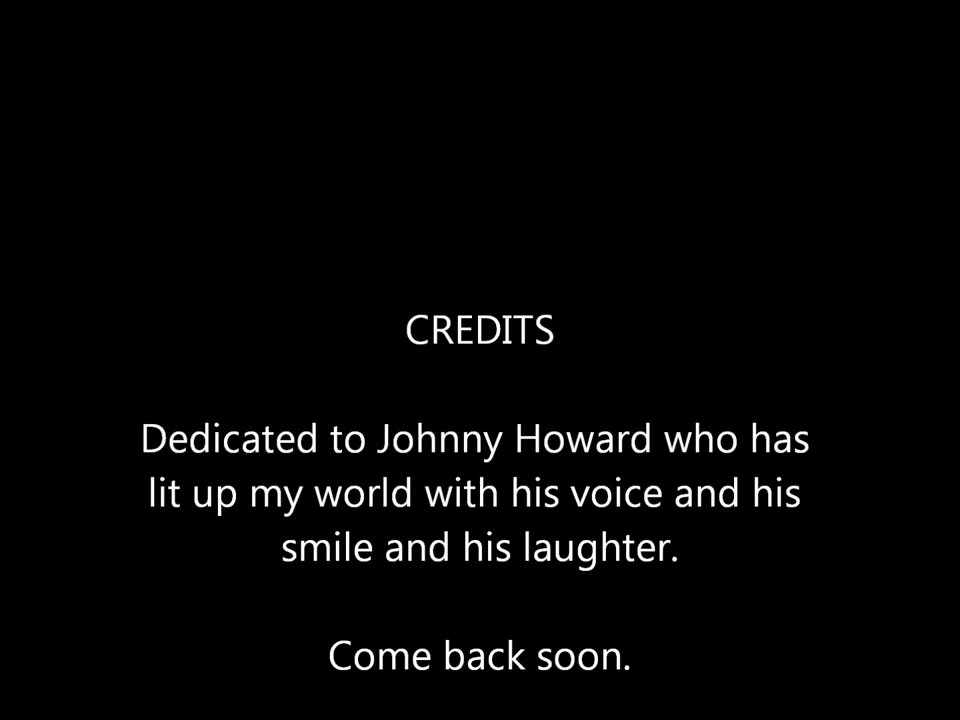 CREDITS
Dedicated to Johnny Howard who has
lit up my world with his voice and his
smile and his laughter.
Come back soon.